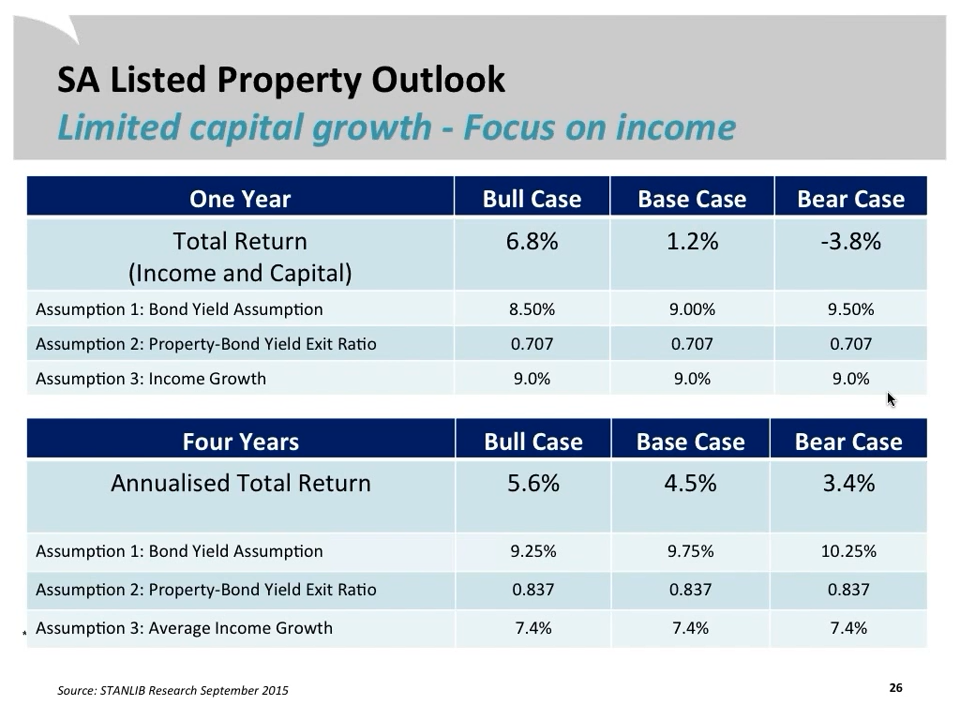 SA Listed Property Outlook
Limited capital growth - Focus on income
One Year Bull Case Base Case Bear Case
Total Return 6.8% 1.2% -3.8%
(Income and Capital)
Assumption 1: Bond Yield Assumption 8.50% 9.00% 9.50%
Assumption 2: Property-Bond Yield Exit Ratio 0.707 0.707 0.707
Assumption 3: Income Growth 9.0% 9.0% 9.0%
Four Years Bull Case Base Case Bear Case
Annualised Total Return 5.6% 4.5% 3.4%
Assumption 1: Bond Yield Assumption 9.25% 9.75% 10.25%
Assumption 2: Property-Bond Yield Exit Ratio 0.837 0.837 0.837
* Assumption 3: Average Income Growth 7.4% 7.4% 7.4%
Source: STANLIB Research September 2015
26